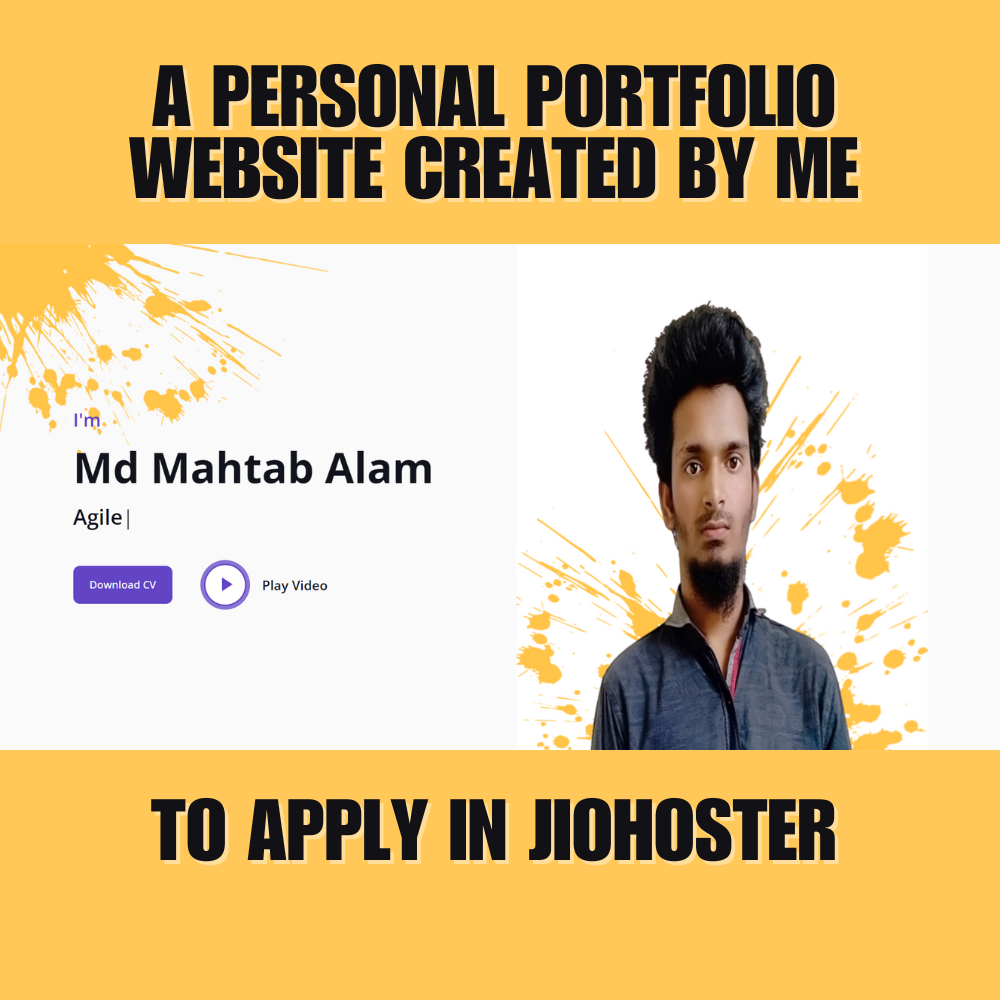 A PERSONAL PORTFOLIO
WEBSITE CREATED BY ME
I'm
Md Mahtab Alam
Agile|
Download CV
Play Video
TO APPLY IN JIOHOSTER